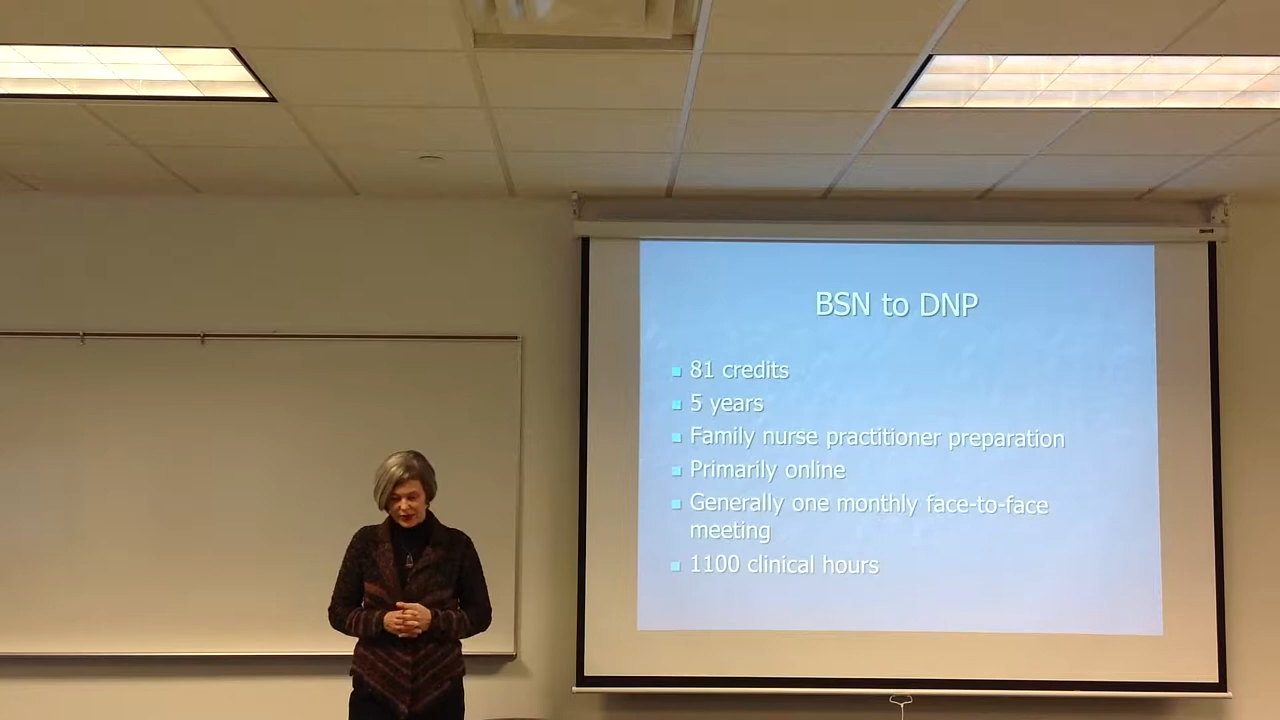 BSN to DNP
81 credits
5 years
Family nurse practitioner preparation
Primarily online
Generally one monthly face-to-face
meeting
1100 clinical hours